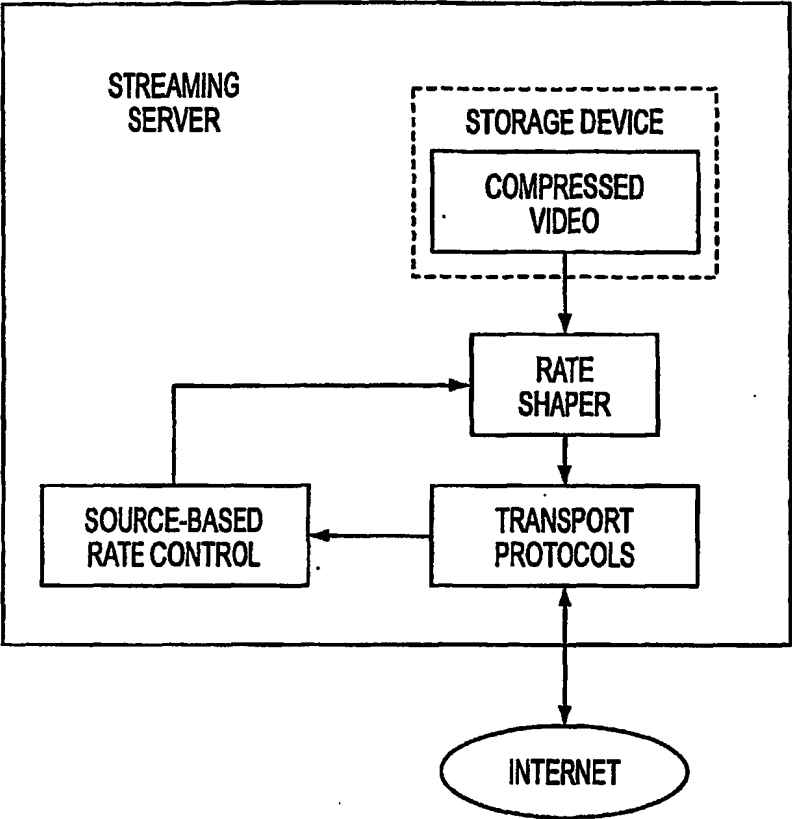 STREAMING
SERVER
STORAGE DEVICE
COMPRESSED
VIDEO
RATE
SHAPER
SOURCE-BASED
RATE CONTROL
TRANSPORT
PROTOCOLS
INTERNET